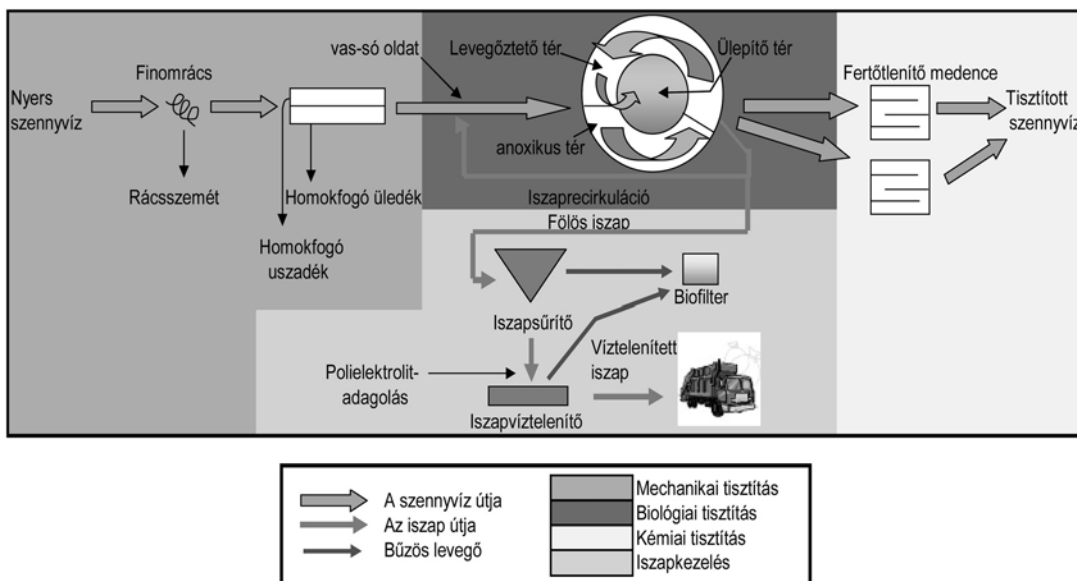 Nyers
szennyvíz
Finomrács
Rácsszemét
Homokfogó üledék
Homokfogó
uszadék
vas-só oldat
Levegőztető tér
Ülepítő tér
anoxikus tér
Iszaprecirkuláció
Fölös iszap
Fertőtlenítő medence
Tisztított
szennyvíz
Iszapsűrítő
Biofilter
Polielektrolit-
adagolás
Iszapvíztelenítő
Víztelenített
iszap
A szennyvíz útja
Az iszap útja
Bűzös levegő
Mechanikai tisztítás
Biológiai tisztítás
Kémiai tisztítás
Iszapkezelés